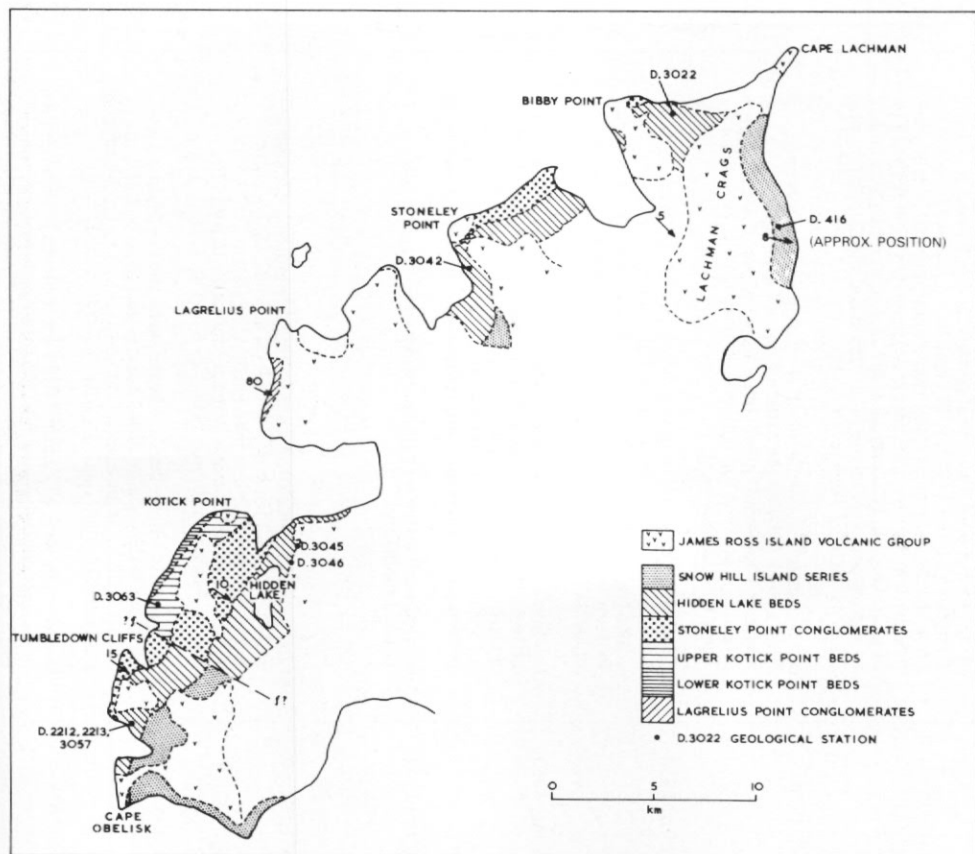 CAPE LACHMAN
D.3022
BIBBY POINT
LACHMAN CRAGS
5
STONELEY
POINT
D.3042
D. 416
8 (APPROX. POSITION)
LAGRELIUS POINT
80
KOTICK POINT
D.3045
D.3046
HIDDEN
LAKE
10
D.3063
?f
TUMBLEDOWN CLIFFS
15
f?
D.2212, 2213,
3057
CAPE
OBELISK
JAMES ROSS ISLAND VOLCANIC GROUP
SNOW HILL ISLAND SERIES
HIDDEN LAKE BEDS
STONELEY POINT CONGLOMERATES
UPPER KOTICK POINT BEDS
LOWER KOTICK POINT BEDS
LAGRELIUS POINT CONGLOMERATES
D.3022 GEOLOGICAL STATION
0 5 10
km